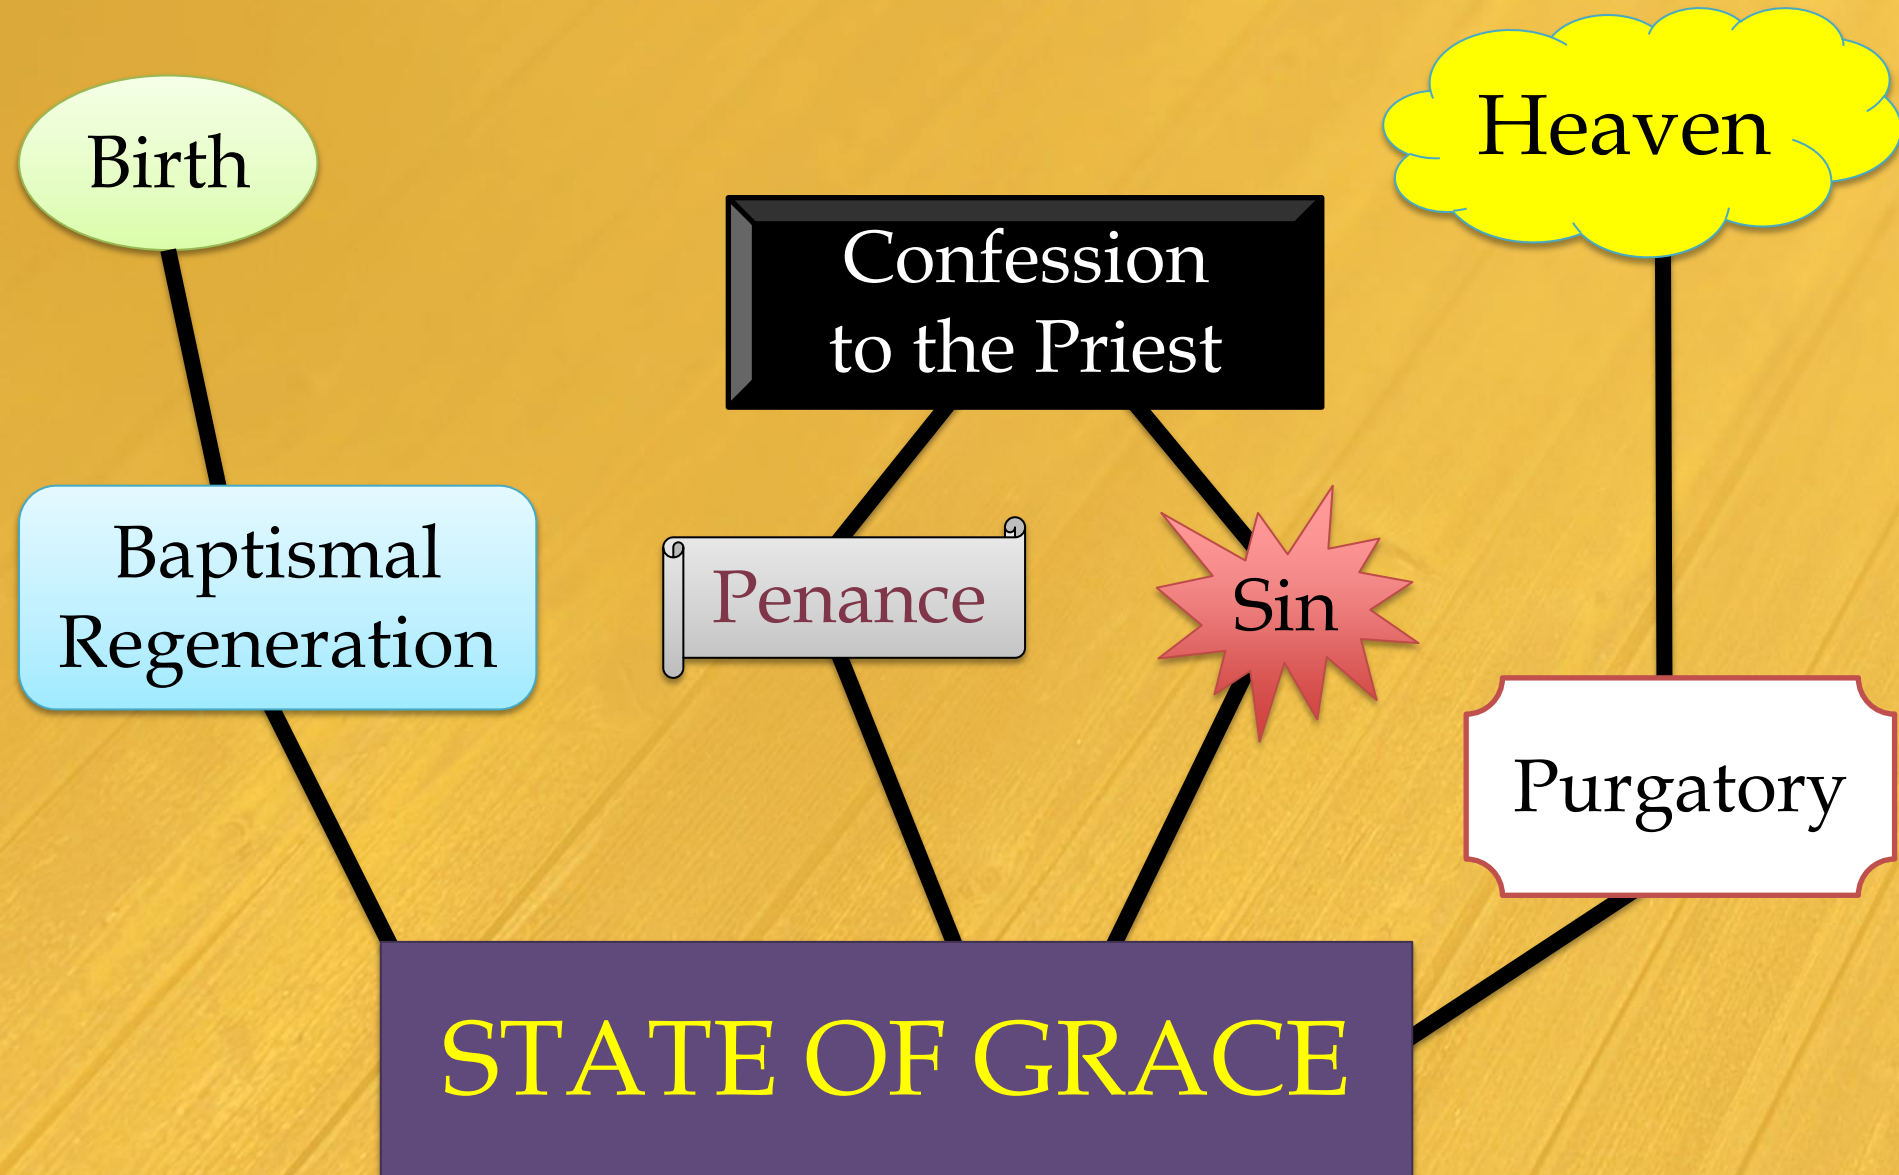 Birth
Heaven
Confession
to the Priest
Baptismal
Regeneration
Penance
Sin
Purgatory
STATE OF GRACE